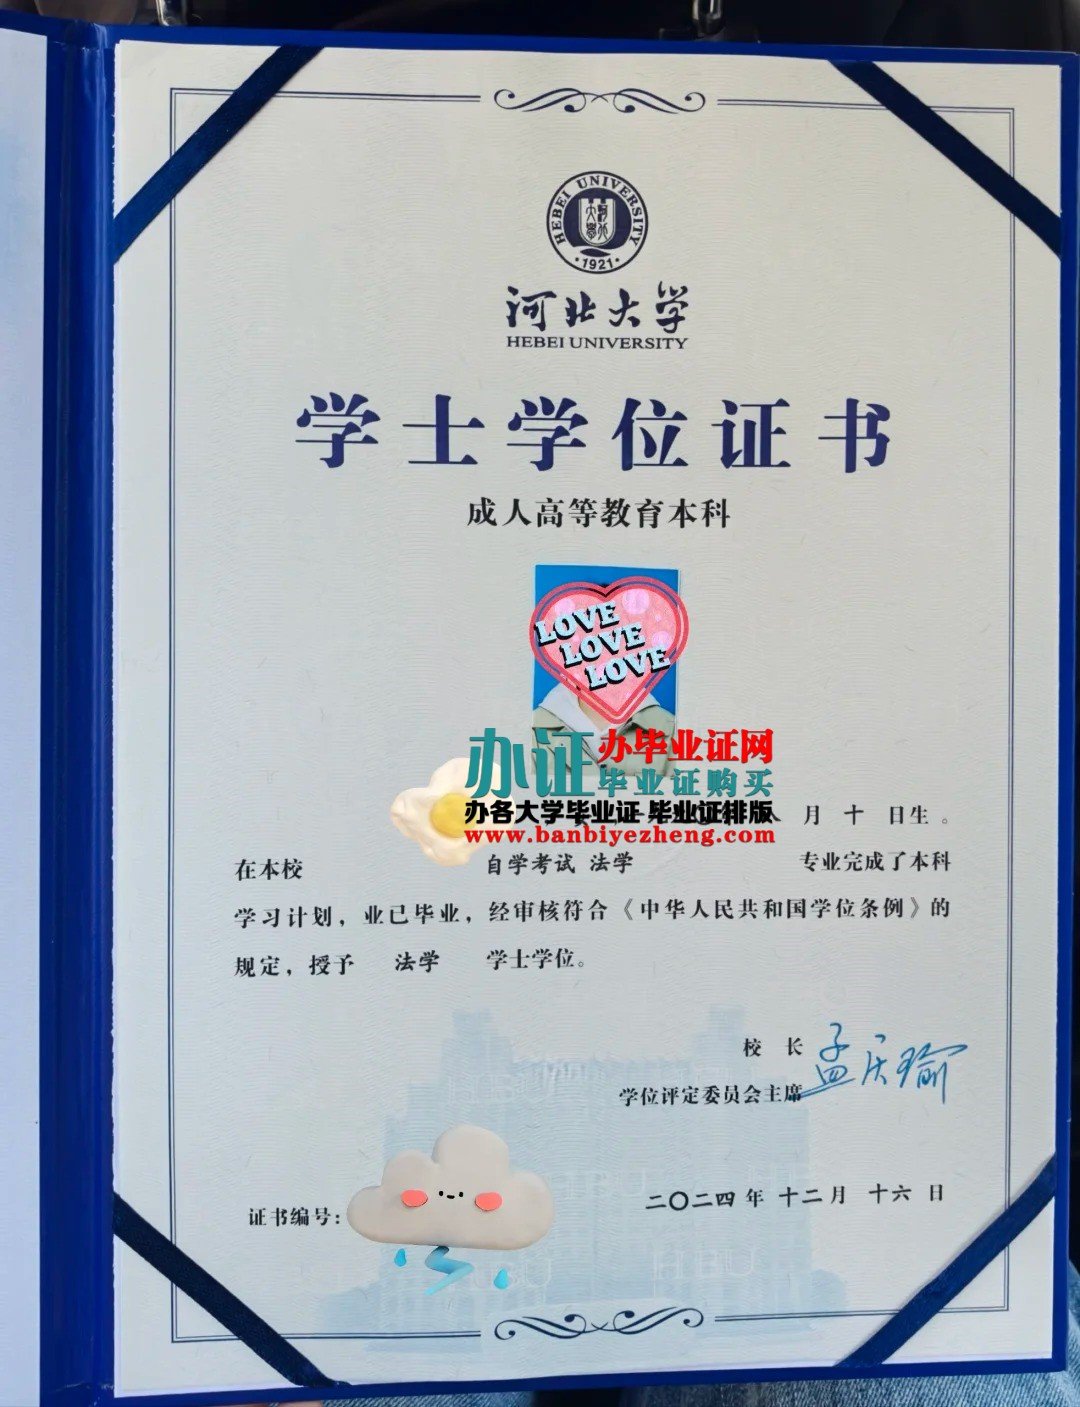 HEBEI UNIVERSITY
·1921·
河北大学
HEBEI UNIVERSITY
学士学位证书
成人高等教育本科
LOVE
LOVE
LOVE
办证 办毕业证网
毕业证购买
办各大学毕业证 毕业证排版
www.banbiyezheng.com
月 十 日生。
在本校 自学考试 法学 专业完成了本科
学习计划，业已毕业，经审核符合《中华人民共和国学位条例》的
规定，授予 法学 学士学位。
校 长 孟庆瑜
学位评定委员会主席
二〇二四年 十二月 十六 日
证书编号：